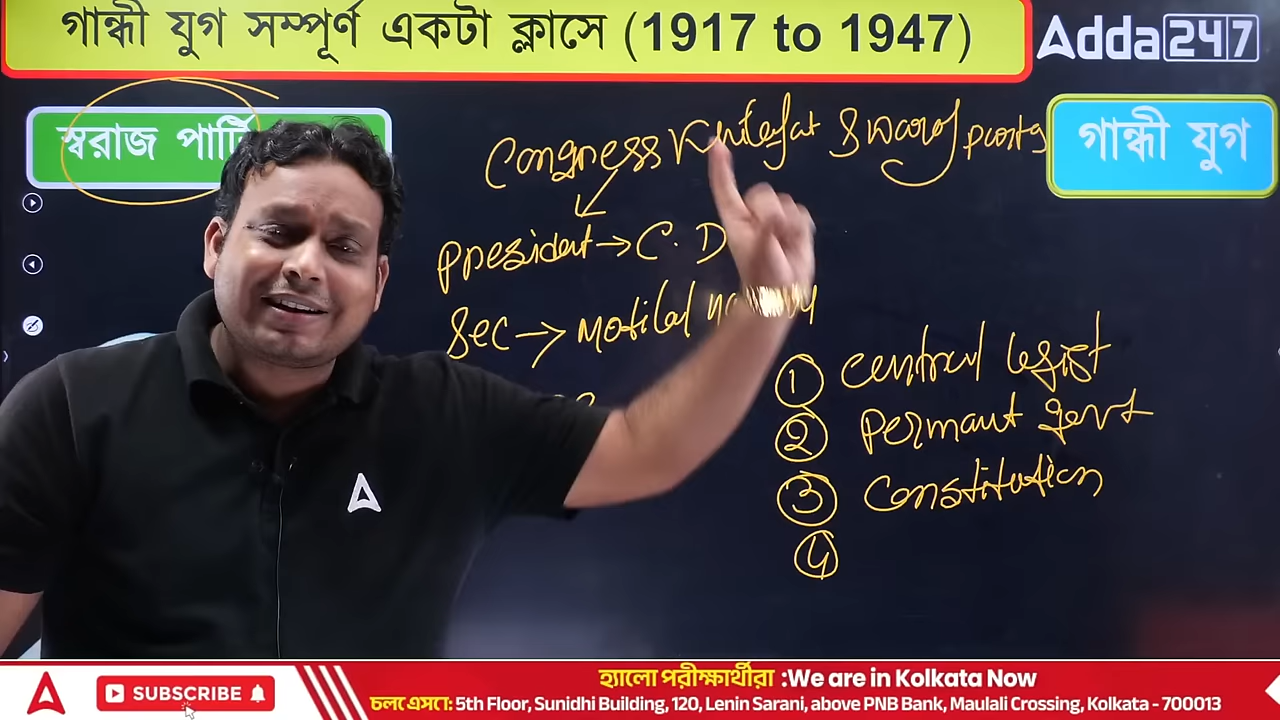 গান্ধী যুগ সম্পূর্ণ একটা ক্লাসে (1917 to 1947)
Adda247
স্বরাজ পার্টি
Congress Khilafat Swaraj party
গান্ধী যুগ
President → C. D
Sec → Motilal
① central legist
② Permaut govt
③ Constitution
④
SUBSCRIBE
হ্যালো পরীক্ষার্থীরা :We are in Kolkata Now
চলে এসো: 5th Floor, Sunidhi Building, 120, Lenin Sarani, above PNB Bank, Maulali Crossing, Kolkata - 700013